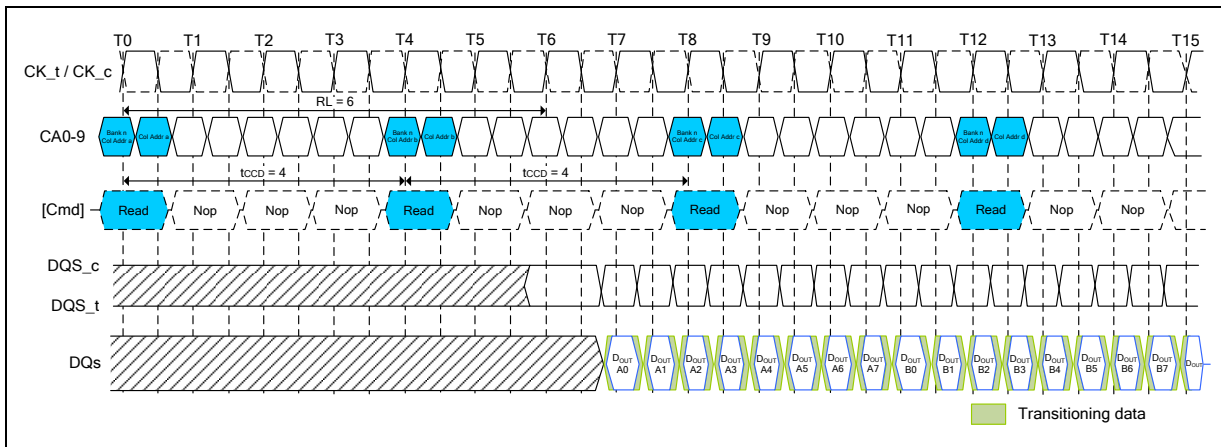 T0 T1 T2 T3 T4 T5 T6 T7 T8 T9 T10 T11 T12 T13 T14 T15
CK_t / CK_c
RL = 6
CA0-9 Bank n Col Addr a Col Addr a Bank n Col Addr b Col Addr b Bank n Col Addr c Col Addr c Bank n Col Addr d Col Addr d
tCCD = 4 tCCD = 4
[Cmd] Read Nop Nop Nop Read Nop Nop Nop Read Nop Nop Nop Read Nop Nop
DQS_c
DQS_t
DQs DOUT A0 DOUT A1 DOUT A2 DOUT A3 DOUT A4 DOUT A5 DOUT A6 DOUT A7 DOUT B0 DOUT B1 DOUT B2 DOUT B3 DOUT B4 DOUT B5 DOUT B6 DOUT B7 DOUT
Transitioning data